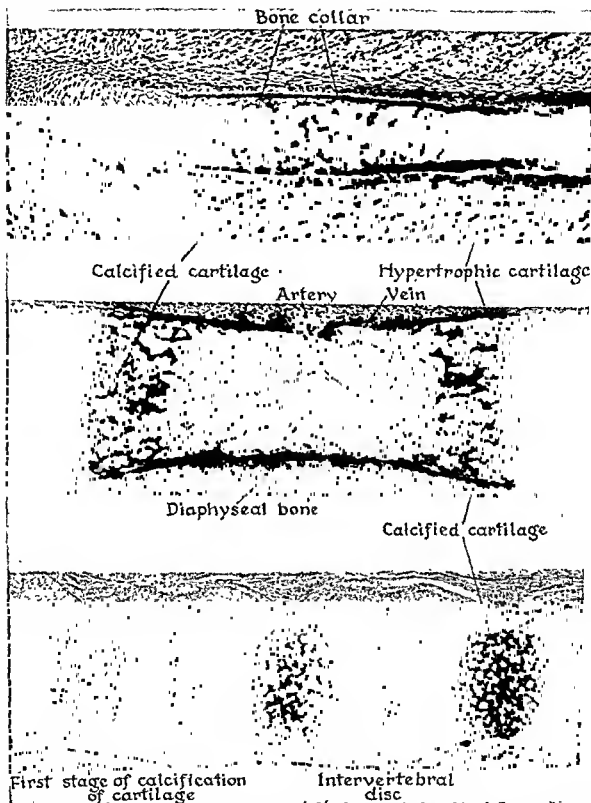 Bone collar
Calcified cartilage
Hypertrophic cartilage
Artery
Vein
Diaphyseal bone
Calcified cartilage
First stage of calcification
of cartilage
Intervertebral
disc